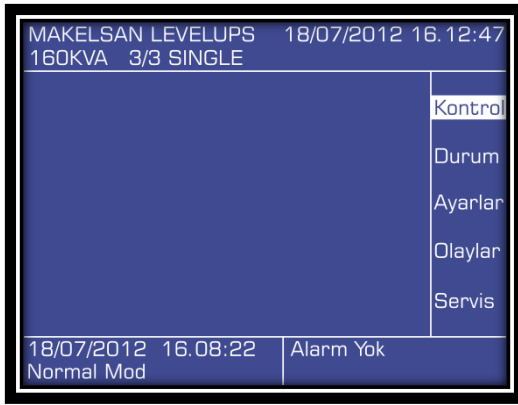 MAKELSAN LEVELUPS 18/07/2012 16.12:47
160KVA 3/3 SINGLE
Kontrol
Durum
Ayarlar
Olaylar
Servis
18/07/2012 16.08:22 Alarm Yok
Normal Mod